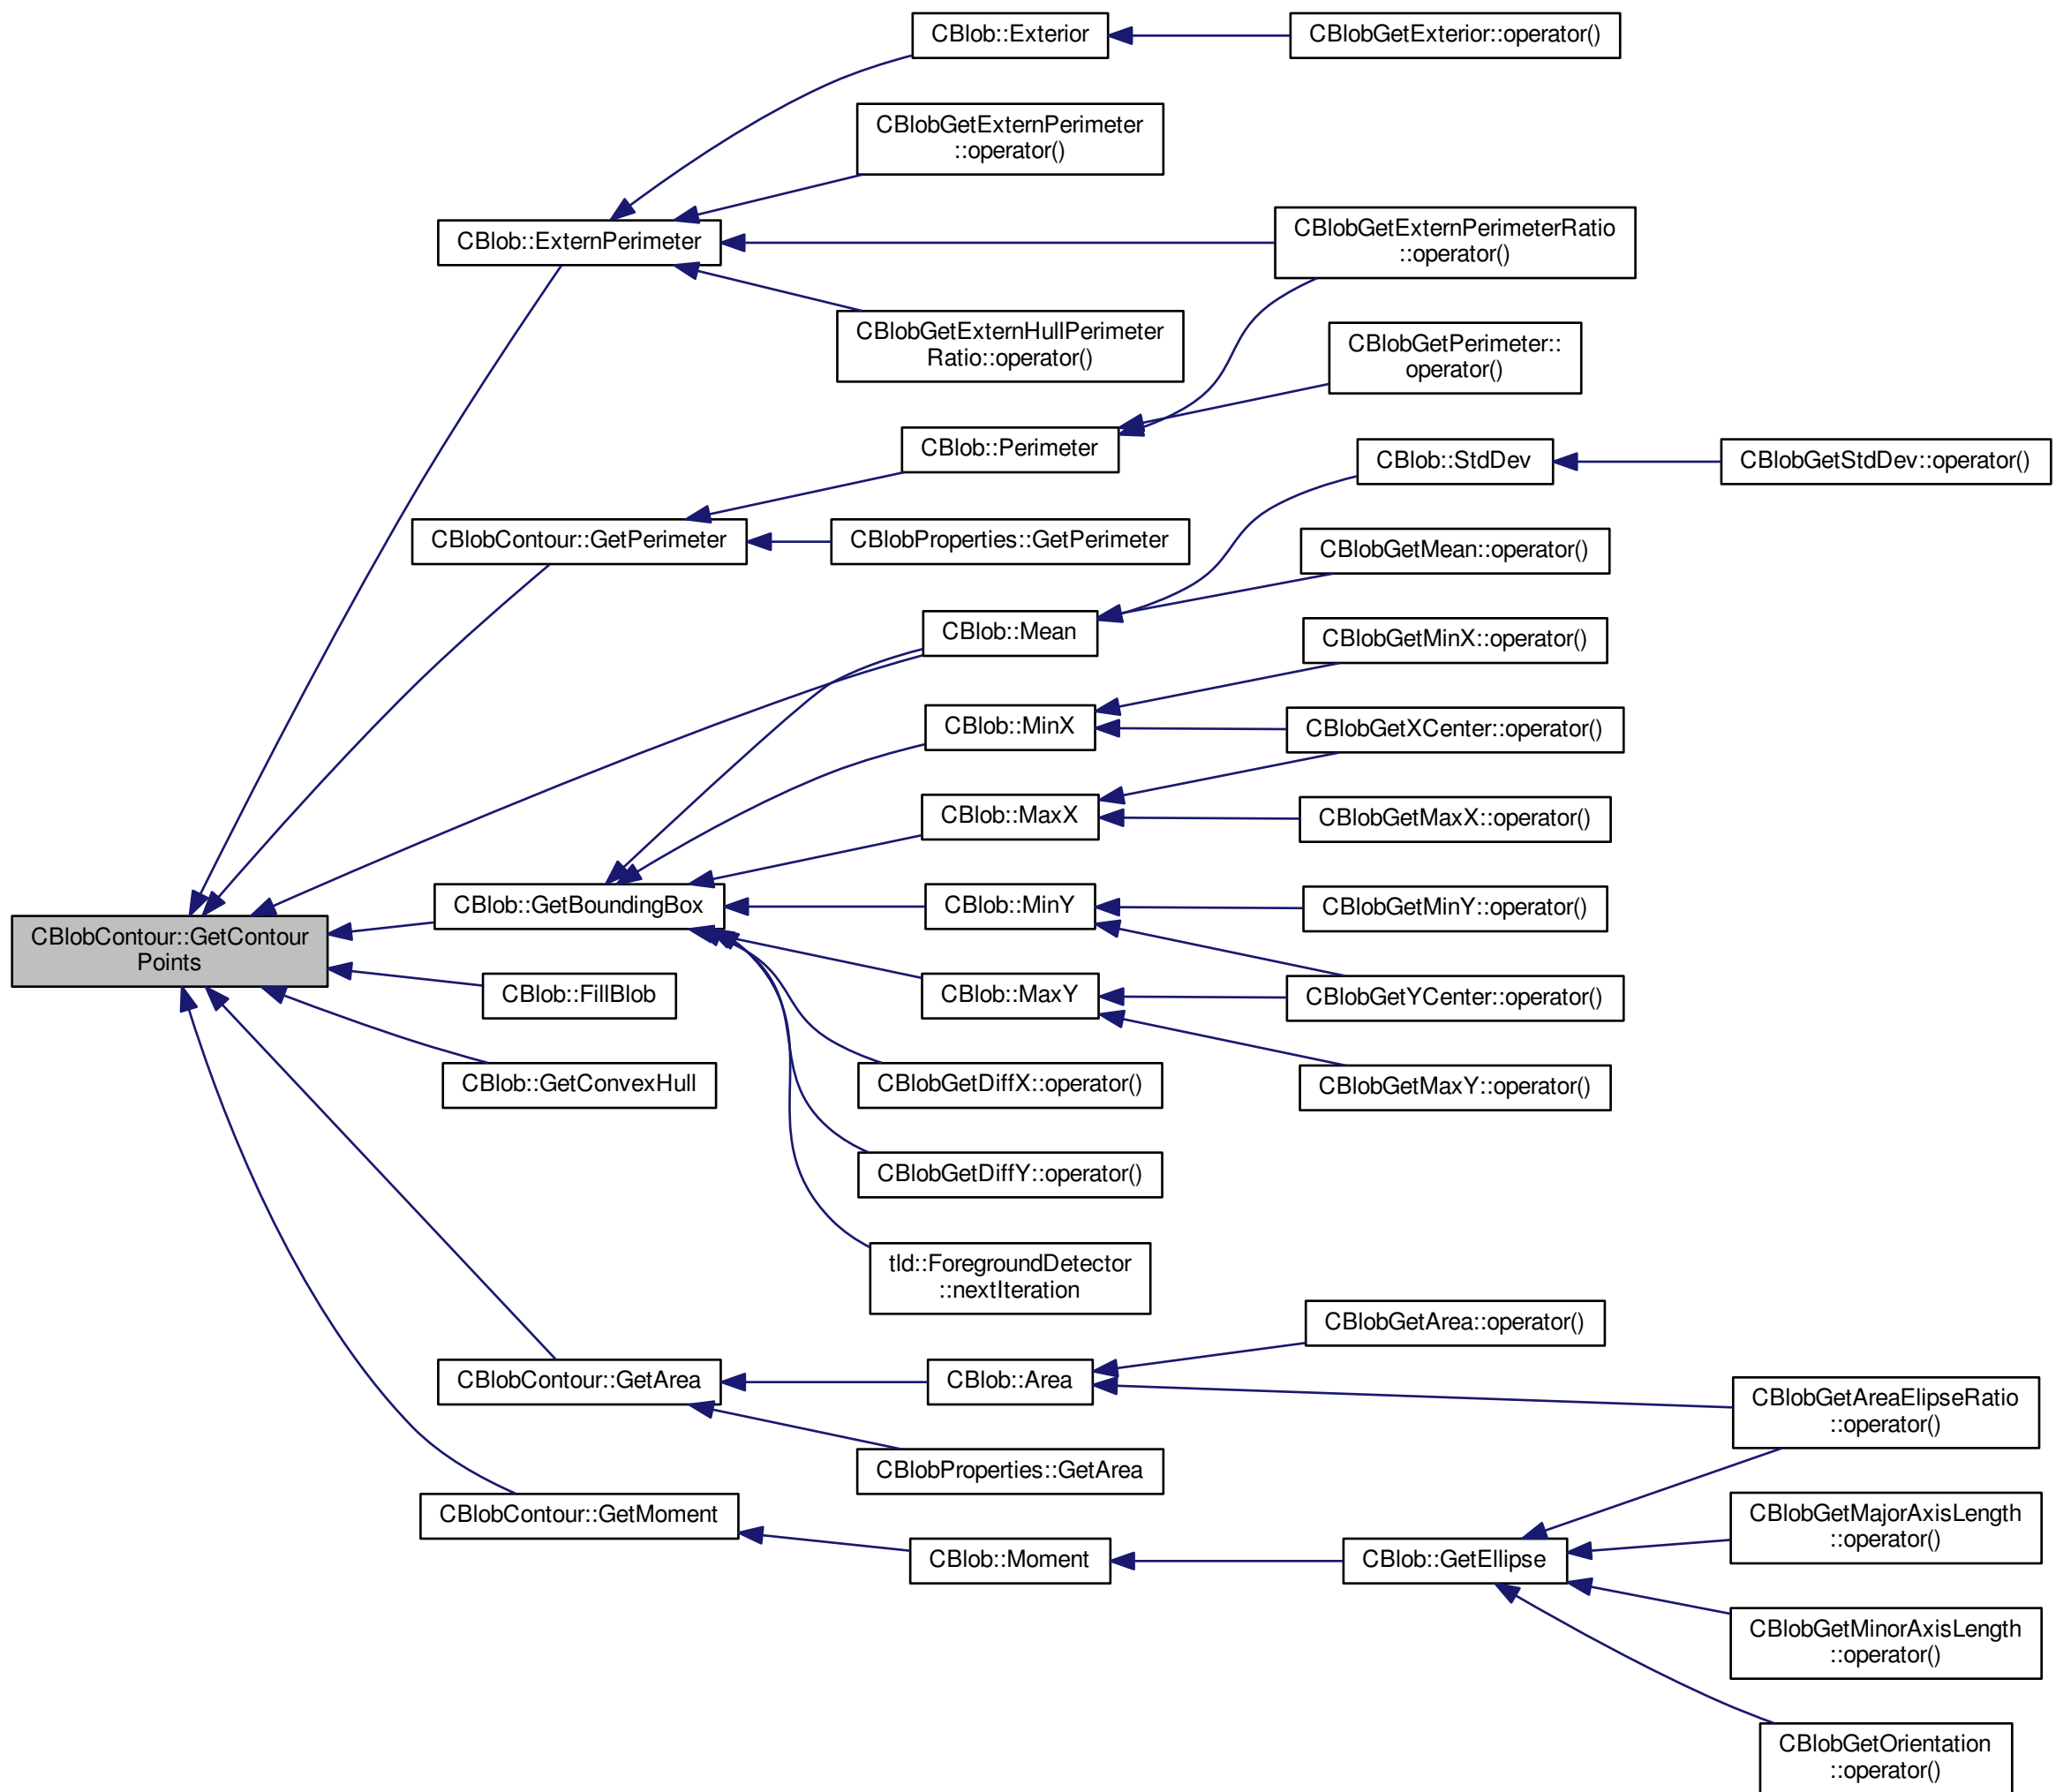 CBlob::Exterior
CBlobGetExterior::operator()
CBlobGetExternPerimeter
::operator()
CBlob::ExternPerimeter
CBlobGetExternPerimeterRatio
::operator()
CBlobGetExternHullPerimeter
Ratio::operator()
CBlobGetPerimeter::
operator()
CBlob::Perimeter
CBlob::StdDev
CBlobGetStdDev::operator()
CBlobContour::GetPerimeter
CBlobProperties::GetPerimeter
CBlobGetMean::operator()
CBlob::Mean
CBlobGetMinX::operator()
CBlob::MinX
CBlobGetXCenter::operator()
CBlob::MaxX
CBlobGetMaxX::operator()
CBlob::GetBoundingBox
CBlob::MinY
CBlobGetMinY::operator()
CBlobContour::GetContour
Points
CBlob::FillBlob
CBlob::MaxY
CBlobGetYCenter::operator()
CBlob::GetConvexHull
CBlobGetDiffX::operator()
CBlobGetMaxY::operator()
CBlobGetDiffY::operator()
tld::ForegroundDetector
::nextIteration
CBlobGetArea::operator()
CBlobContour::GetArea
CBlob::Area
CBlobGetAreaElipseRatio
::operator()
CBlobProperties::GetArea
CBlobContour::GetMoment
CBlobGetMajorAxisLength
::operator()
CBlob::Moment
CBlob::GetEllipse
CBlobGetMinorAxisLength
::operator()
CBlobGetOrientation
::operator()